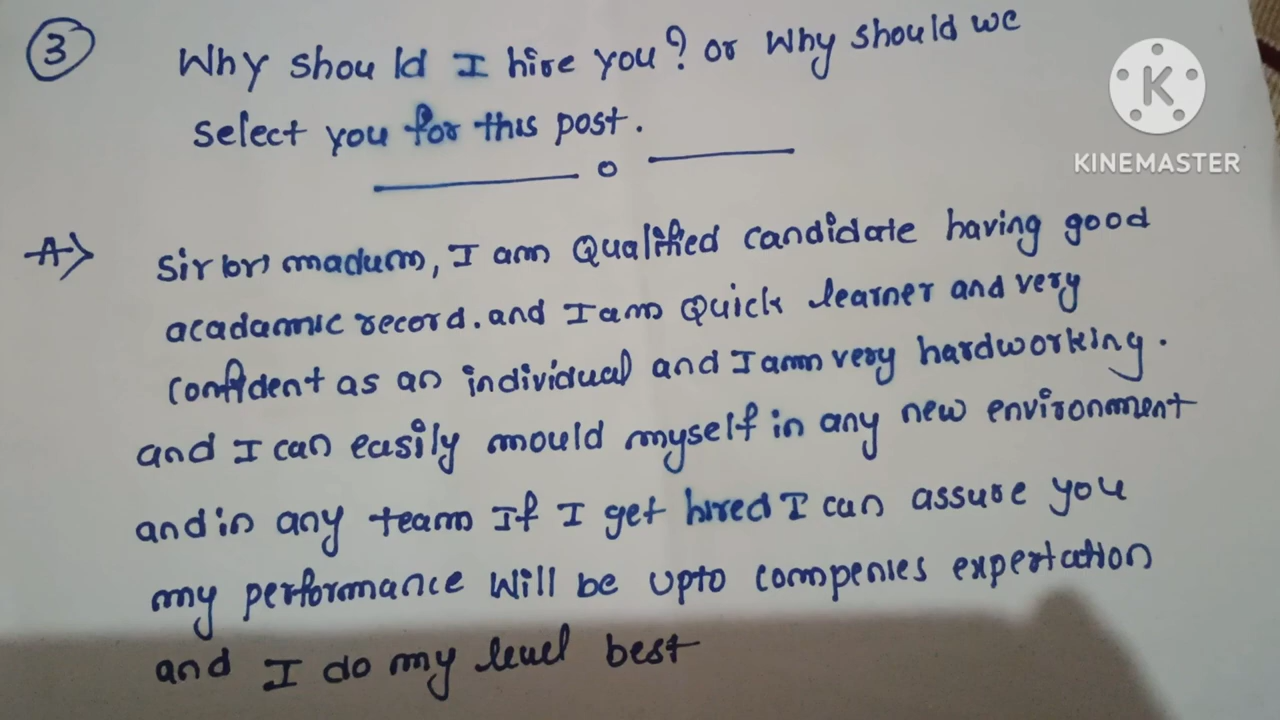 3 Why should I hire you? or Why should we
select you for this post.
K
KINEMASTER
A> Sir or madum, I am Qualified candidate having good
acadamic record. and I am Quick learner and very
confident as an individual and I amm very hardworking.
and I can easily mould myself in any new environment
and in any team If I get hired I can assure you
my performance will be upto compenies expertation
and I do my level best